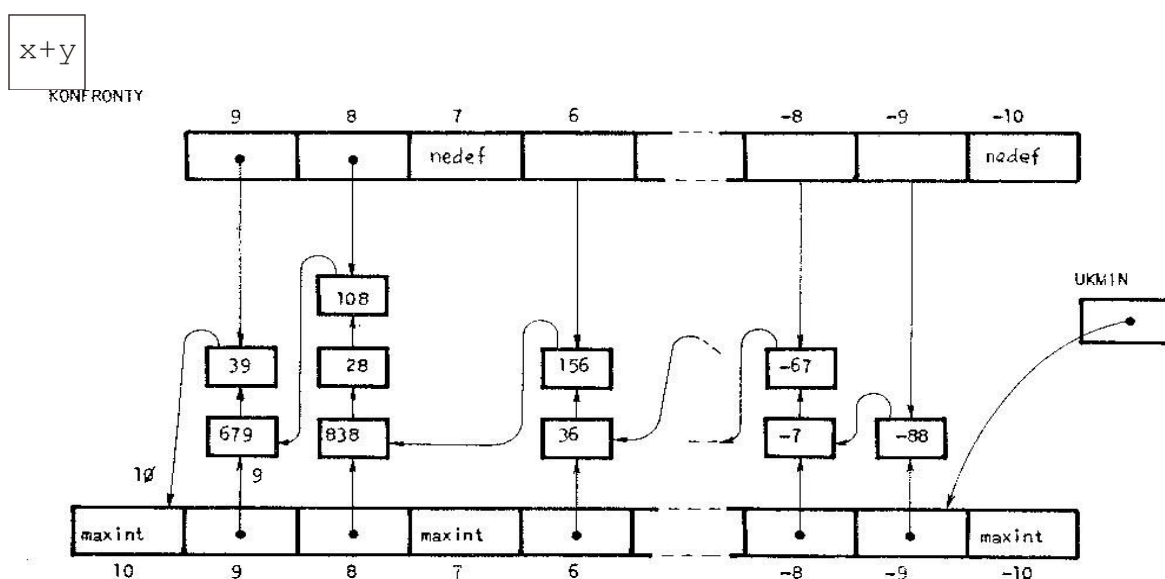 x+y
KONFRONTY
9 8 7 6 -8 -9 -10
nedef nedef
UKMIN
108
39 28 156 -67
679 838 36 -7 -88
10 9
maxint maxint maxint
10 9 8 7 6 -8 -9 -10